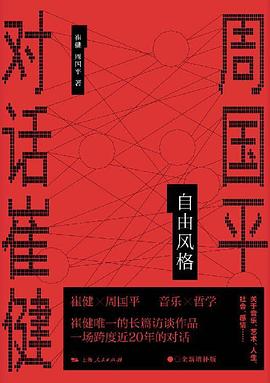 周国平
对话崔健
崔健 周国平 著
自由风格
崔健×周国平 音乐×哲学
崔健唯一的长篇访谈作品
一场跨度近20年的对话
关于音乐、艺术、人生、
社会、感情……
上海人民出版社
全新增补版